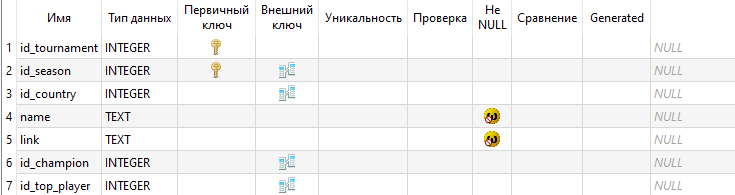 Имя Тип данных Первичный ключ Внешний ключ Уникальность Проверка Не NULL Сравнение Generated
1 id_tournament INTEGER NULL
2 id_season INTEGER NULL
3 id_country INTEGER NULL
4 name TEXT NULL
5 link TEXT NULL
6 id_champion INTEGER NULL
7 id_top_player INTEGER NULL